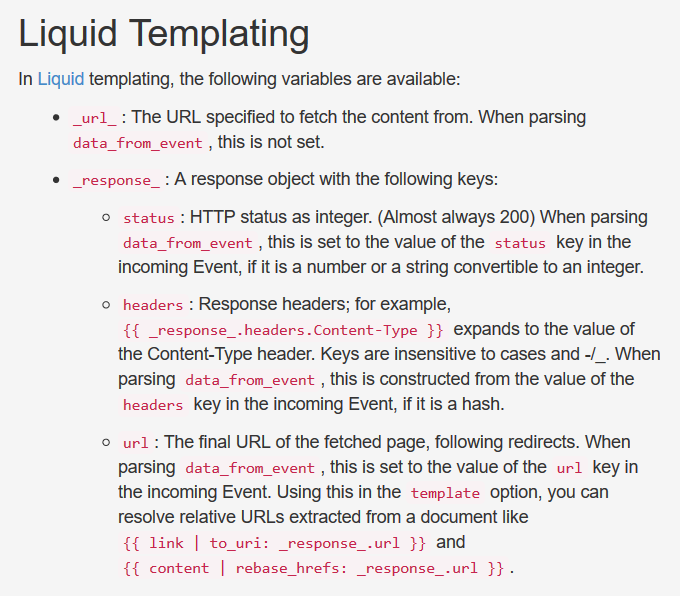 Liquid Templating
In Liquid templating, the following variables are available:
• _url_ : The URL specified to fetch the content from. When parsing
data_from_event , this is not set.
• _response_ : A response object with the following keys:
○ status : HTTP status as integer. (Almost always 200) When parsing
data_from_event , this is set to the value of the status key in the
incoming Event, if it is a number or a string convertible to an integer.
○ headers : Response headers; for example,
{{ _response_.headers.Content-Type }} expands to the value of
the Content-Type header. Keys are insensitive to cases and -/_. When
parsing data_from_event , this is constructed from the value of the
headers key in the incoming Event, if it is a hash.
○ url : The final URL of the fetched page, following redirects. When
parsing data_from_event , this is set to the value of the url key in
the incoming Event. Using this in the template option, you can
resolve relative URLs extracted from a document like
{{ link | to_uri: _response_.url }} and
{{ content | rebase_hrefs: _response_.url }} .